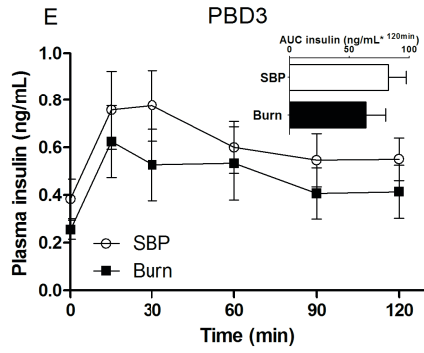 E
PBD3
AUC insulin (ng/mL* 120min)
0 50 100
SBP
Burn
Plasma insulin (ng/mL)
1.0
0.8
0.6
0.4
0.2
0.0
SBP
Burn
0 30 60 90 120
Time (min)